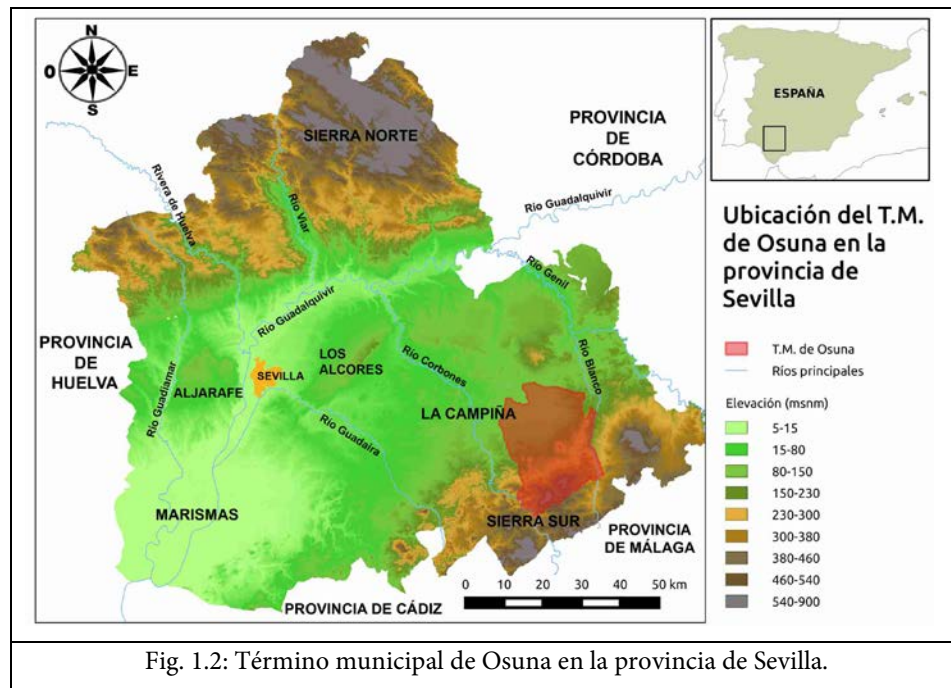 N
O
E
S
SIERRA NORTE
PROVINCIA
DE
CÓRDOBA
Rivera de Huelva
Río Viar
Río Guadalquivir
Río Genil
Río Guadalquivir
PROVINCIA
DE
HUELVA
Río Guadiamar
ALJARAFE
SEVILLA
LOS
ALCORES
Río Corbones
Río Blanco
LA CAMPIÑA
Río Guadaira
MARISMAS
SIERRA SUR
PROVINCIA
DE MÁLAGA
PROVINCIA DE CÁDIZ
0 10 20 30 40 50 km
ESPAÑA
Ubicación del T.M.
de Osuna en la
provincia de
Sevilla
T.M. de Osuna
Ríos principales
Elevación (msnm)
5-15
15-80
80-150
150-230
230-300
300-380
380-460
460-540
540-900
Fig. 1.2: Término municipal de Osuna en la provincia de Sevilla.